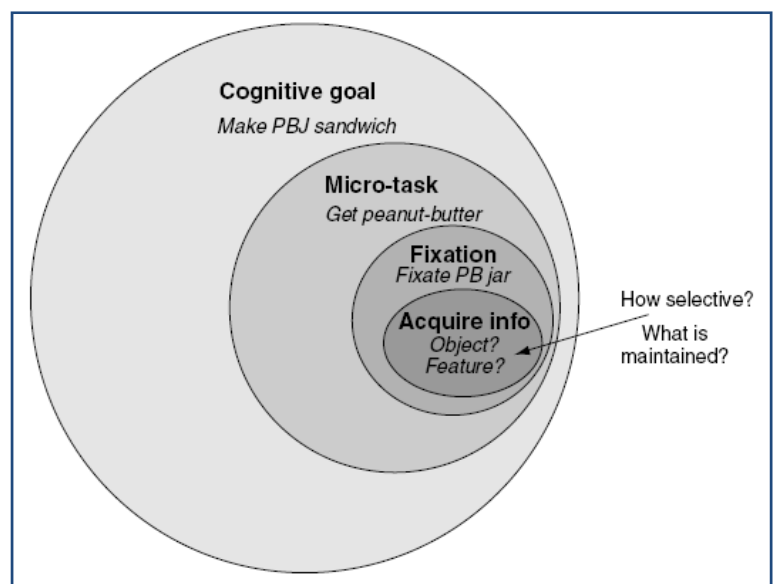 Cognitive goal
Make PBJ sandwich
Micro-task
Get peanut-butter
Fixation
Fixate PB jar
Acquire info
Object?
Feature?
How selective?
What is
maintained?